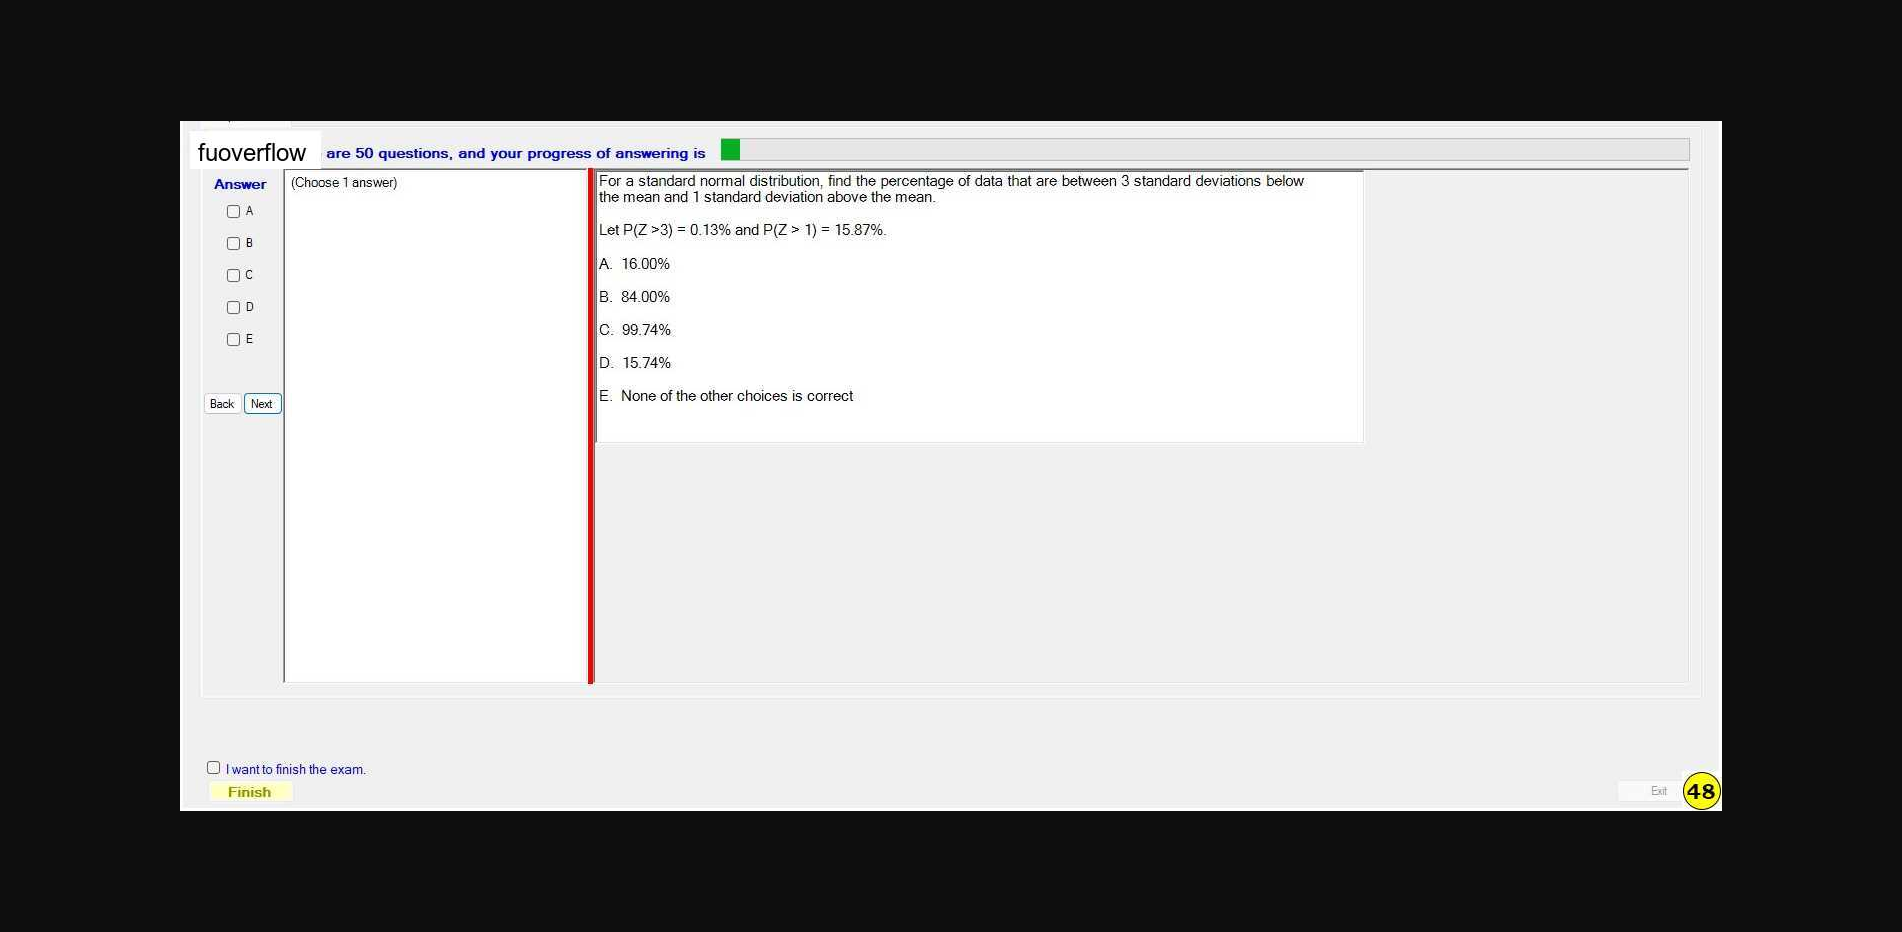 fuoverflow are 50 questions, and your progress of answering is
Answer
(Choose 1 answer)
A
B
C
D
E
Back Next
For a standard normal distribution, find the percentage of data that are between 3 standard deviations below
the mean and 1 standard deviation above the mean.
Let P(Z >3) = 0.13% and P(Z > 1) = 15.87%.
A. 16.00%
B. 84.00%
C. 99.74%
D. 15.74%
E. None of the other choices is correct
I want to finish the exam.
Finish
Exit
48